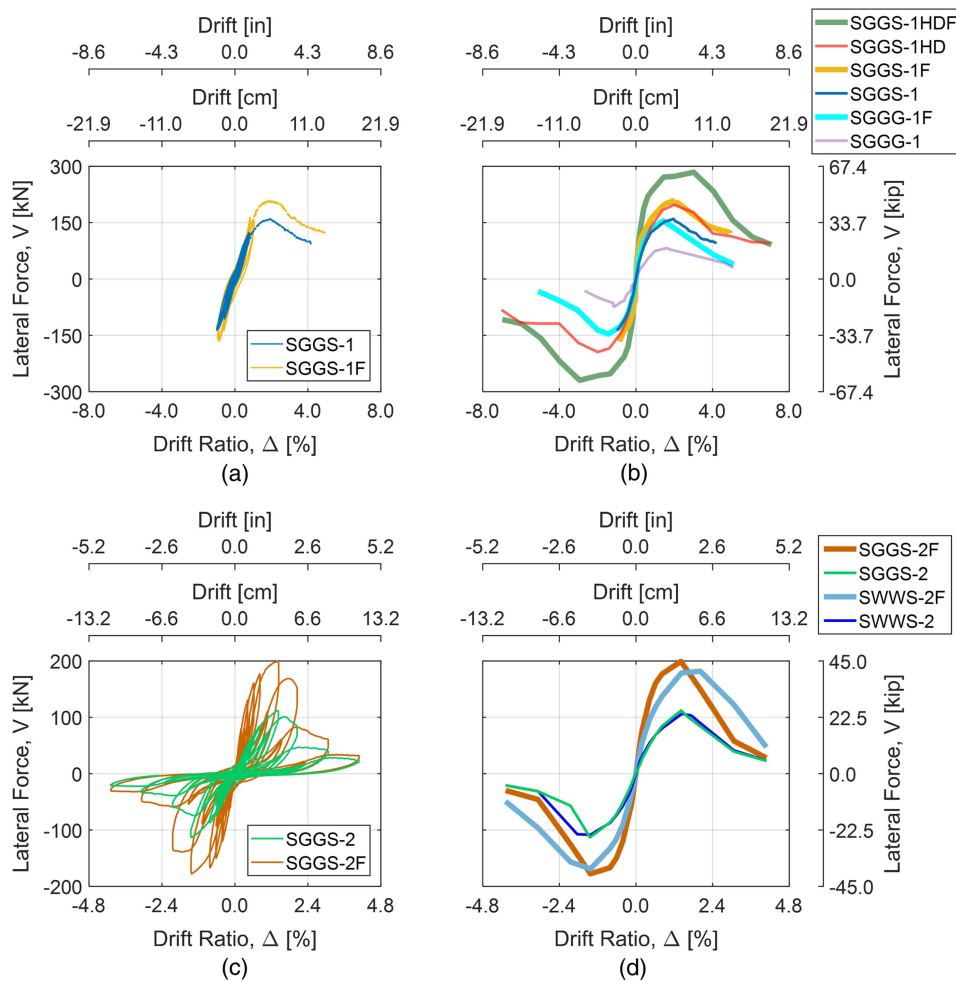 Drift [in]
-8.6 -4.3 0.0 4.3 8.6
Drift [cm]
-21.9 -11.0 0.0 11.0 21.9
300
150
0
-150
-300
Lateral Force, V [kN]
SGGS-1
SGGS-1F
-8.0 -4.0 0.0 4.0 8.0
Drift Ratio, Δ [%]
(a)
Drift [in]
-8.6 -4.3 0.0 4.3 8.6
Drift [cm]
-21.9 -11.0 0.0 11.0 21.9
SGGS-1HDF
SGGS-1HD
SGGS-1F
SGGS-1
SGGG-1F
SGGG-1
67.4
33.7
0.0
-33.7
-67.4
Lateral Force, V [kip]
-8.0 -4.0 0.0 4.0 8.0
Drift Ratio, Δ [%]
(b)
Drift [in]
-5.2 -2.6 0.0 2.6 5.2
Drift [cm]
-13.2 -6.6 0.0 6.6 13.2
200
100
0
-100
-200
Lateral Force, V [kN]
SGGS-2
SGGS-2F
-4.8 -2.4 0.0 2.4 4.8
Drift Ratio, Δ [%]
(c)
Drift [in]
-5.2 -2.6 0.0 2.6 5.2
Drift [cm]
-13.2 -6.6 0.0 6.6 13.2
SGGS-2F
SGGS-2
SWWS-2F
SWWS-2
45.0
22.5
0.0
-22.5
-45.0
Lateral Force, V [kip]
-4.8 -2.4 0.0 2.4 4.8
Drift Ratio, Δ [%]
(d)